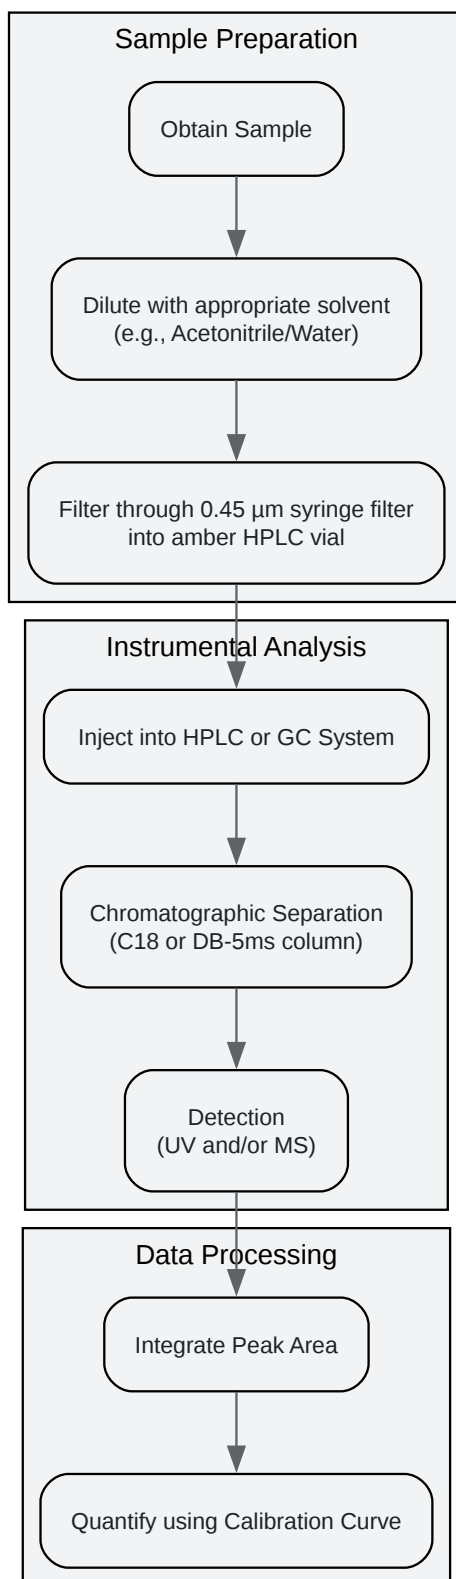 Sample Preparation
Obtain Sample
Dilute with appropriate solvent
(e.g., Acetonitrile/Water)
Filter through 0.45 µm syringe filter
into amber HPLC vial
Instrumental Analysis
Inject into HPLC or GC System
Chromatographic Separation
(C18 or DB-5ms column)
Detection
(UV and/or MS)
Data Processing
Integrate Peak Area
Quantify using Calibration Curve